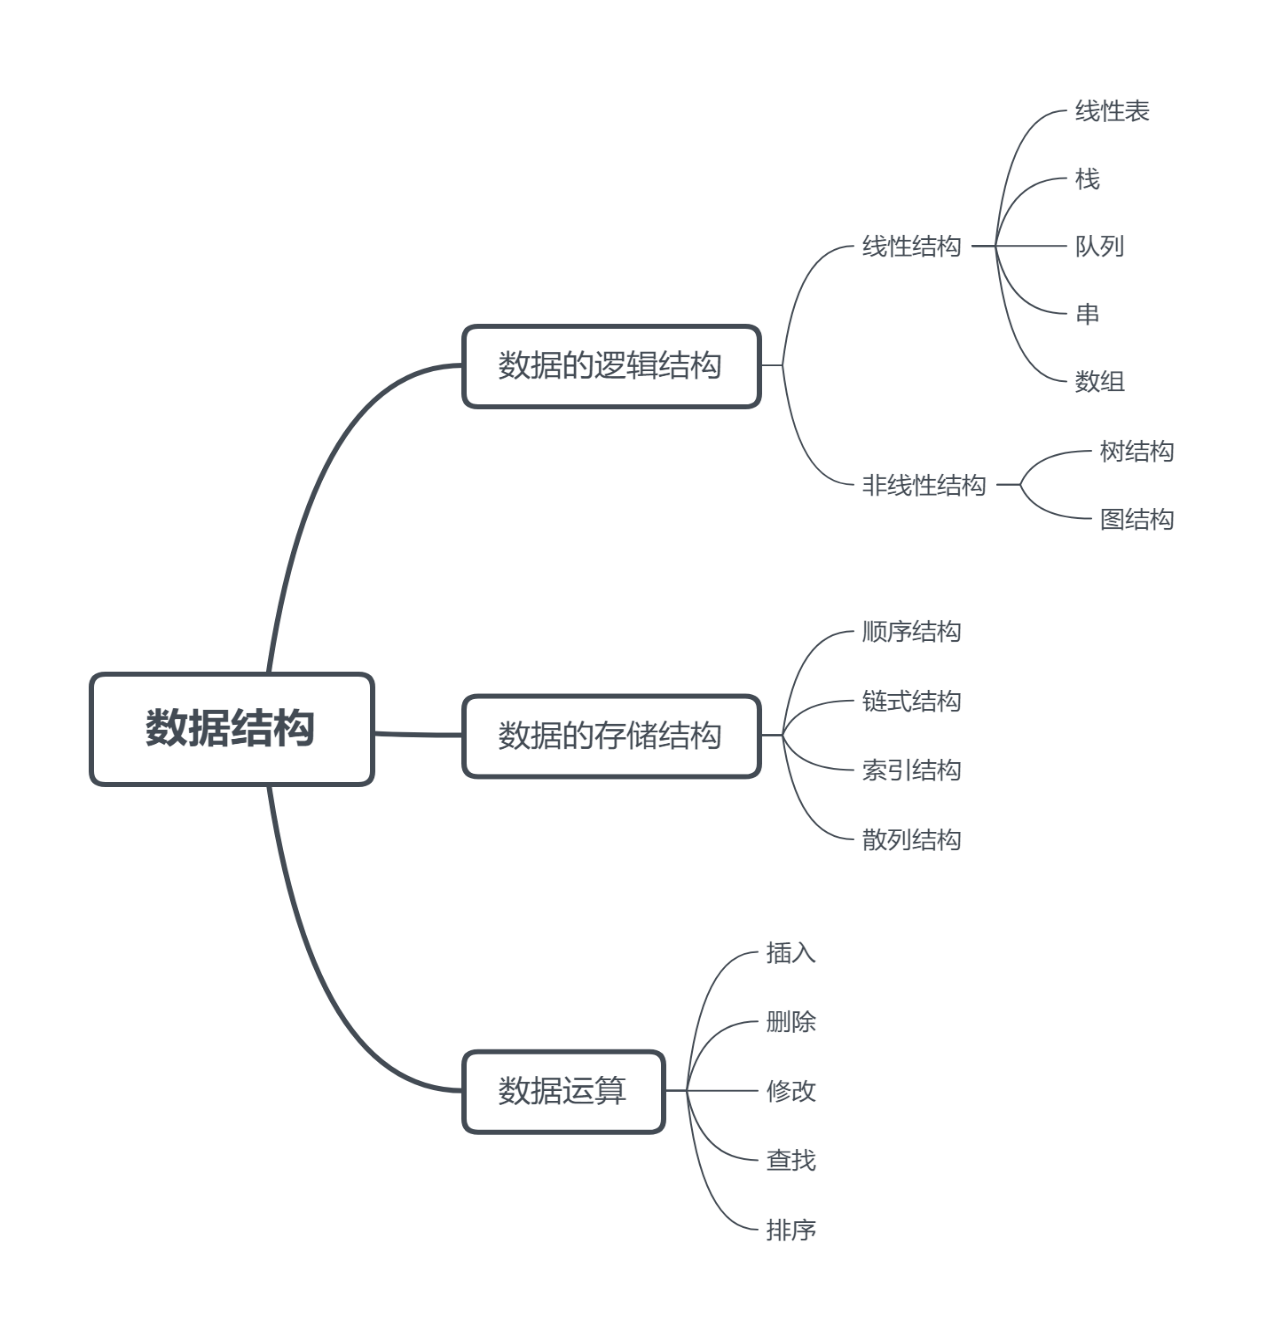 数据结构
数据的逻辑结构
线性结构
线性表
栈
队列
串
数组
非线性结构
树结构
图结构
数据的存储结构
顺序结构
链式结构
索引结构
散列结构
数据运算
插入
删除
修改
查找
排序